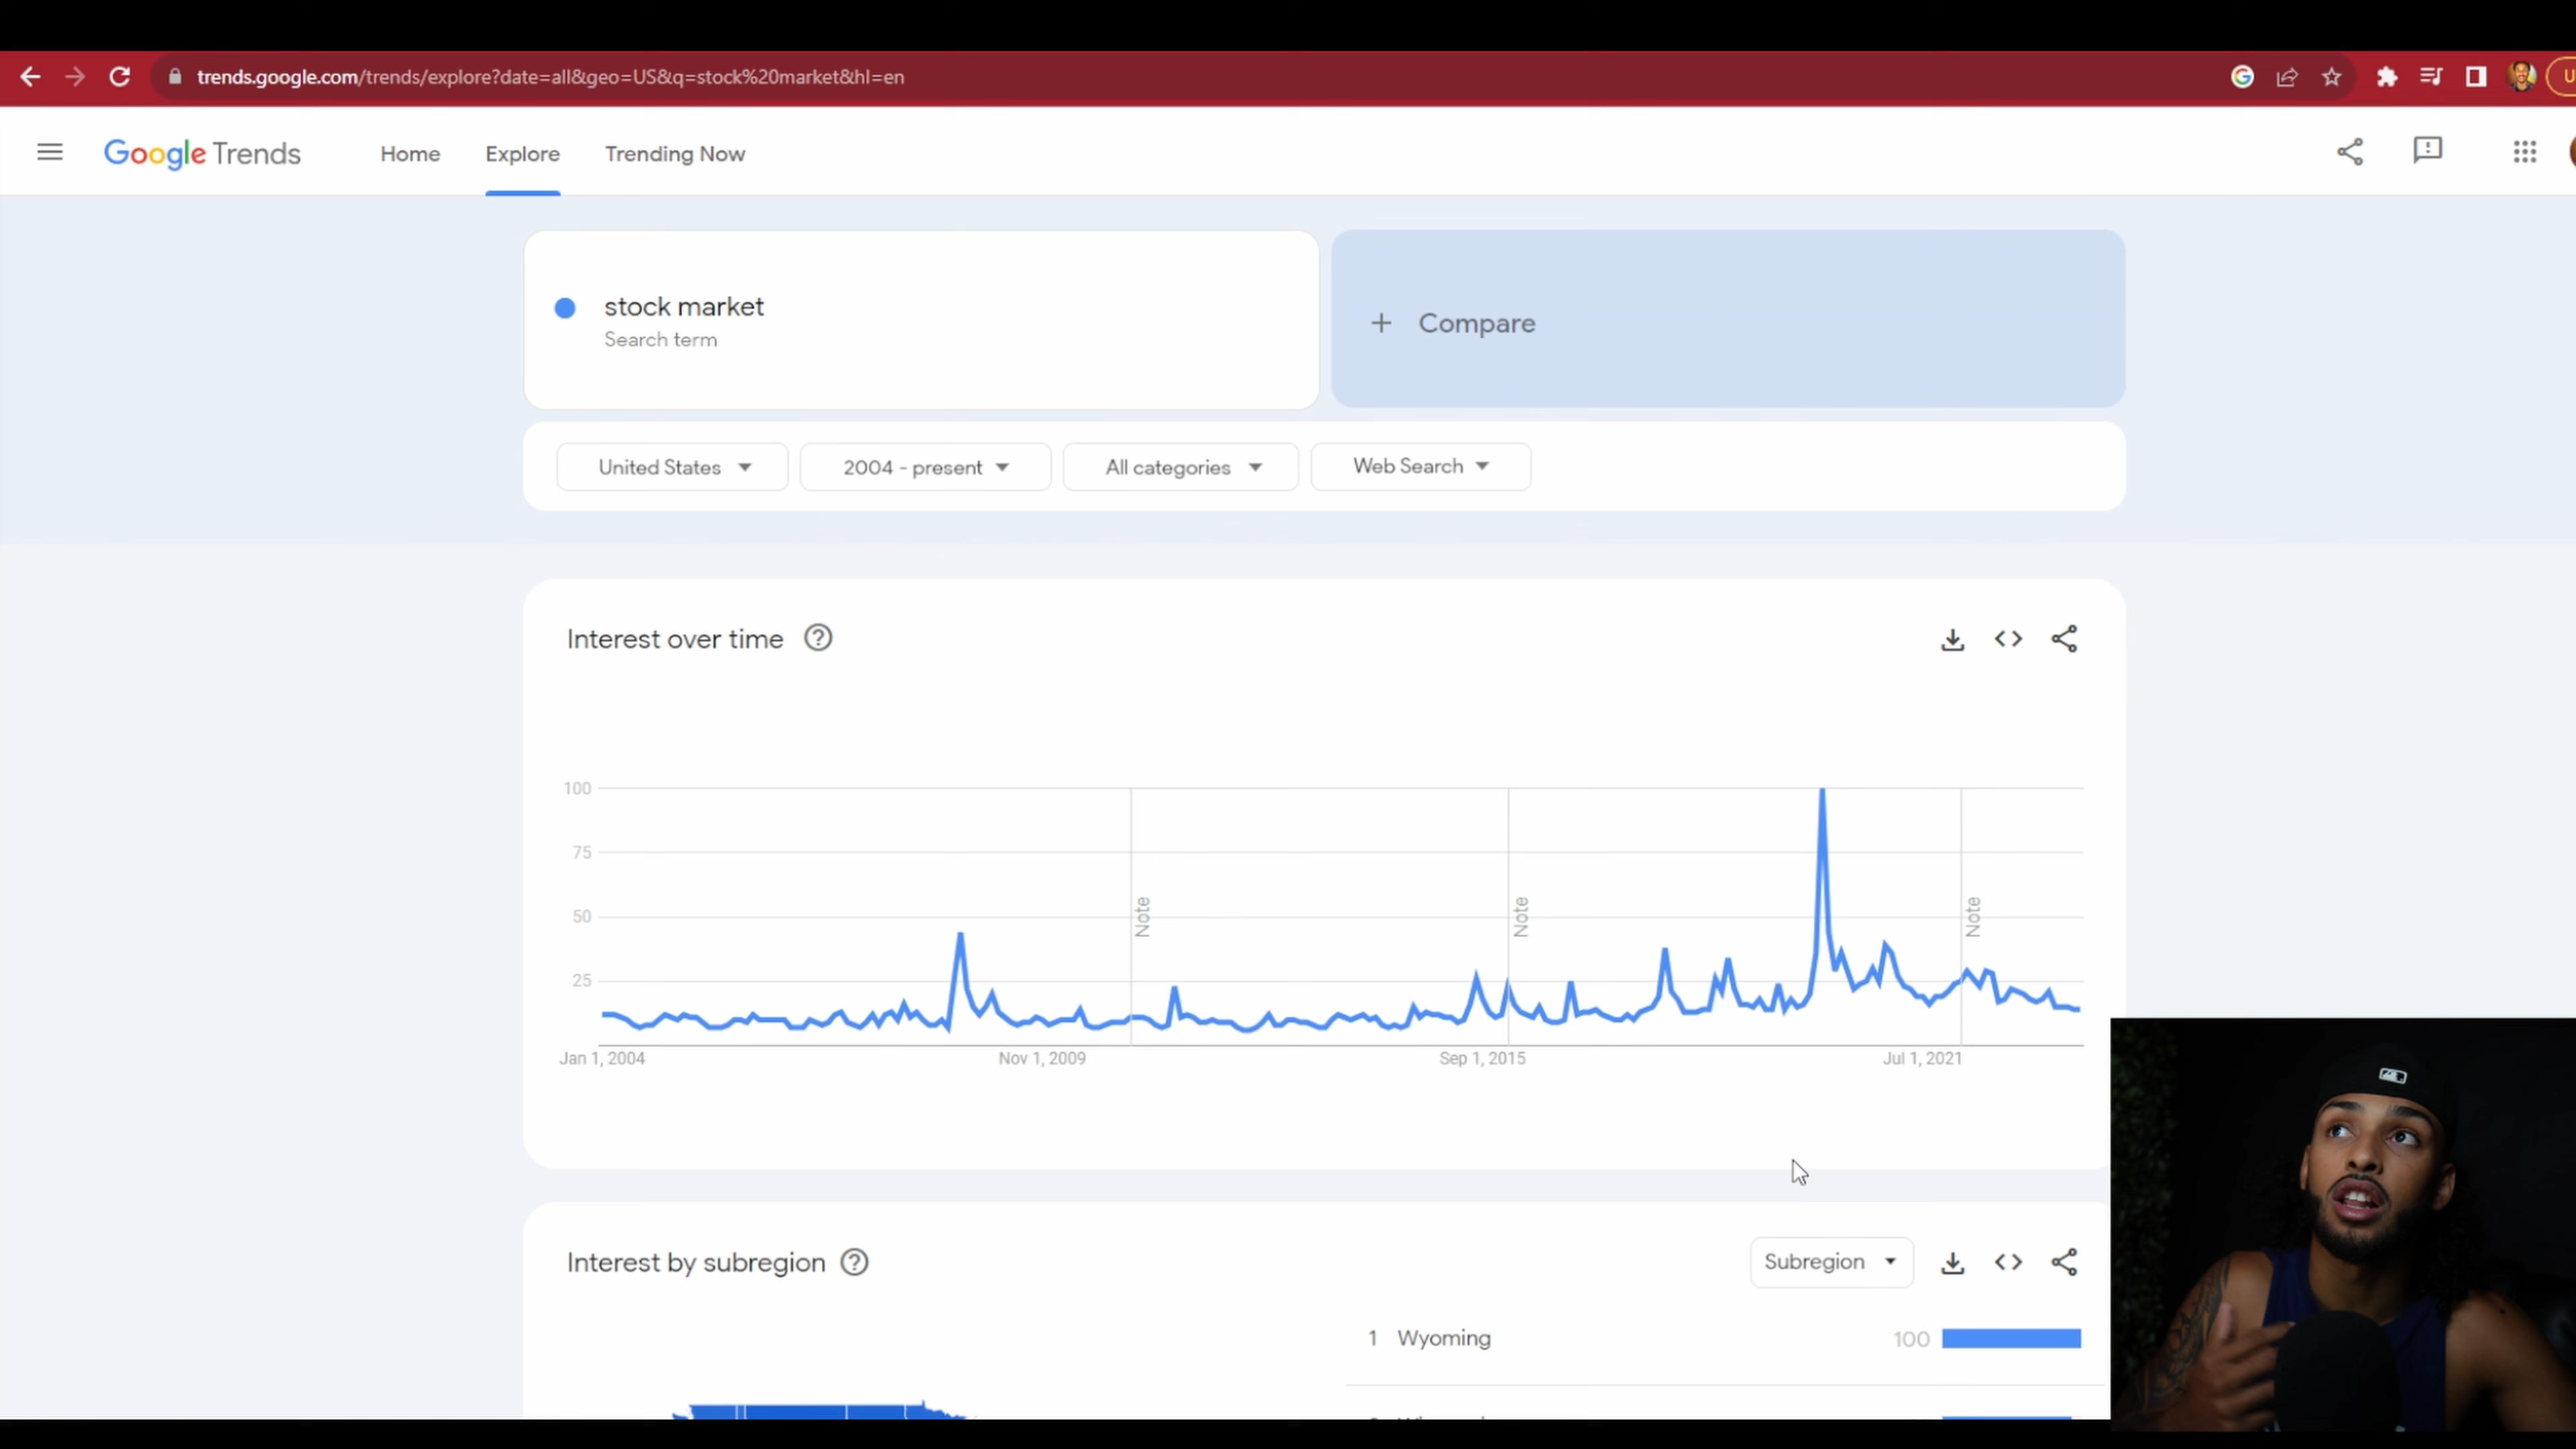 trends.google.com/trends/explore?date=all&geo=US&q=stock%20market&hl=en
Google Trends
Home
Explore
Trending Now
stock market
Search term
+ Compare
United States
2004 - present
All categories
Web Search
Interest over time
100
75
50
25
Note
Note
Note
Jan 1, 2004
Nov 1, 2009
Sep 1, 2015
Jul 1, 2021
Interest by subregion
Subregion
1 Wyoming 100